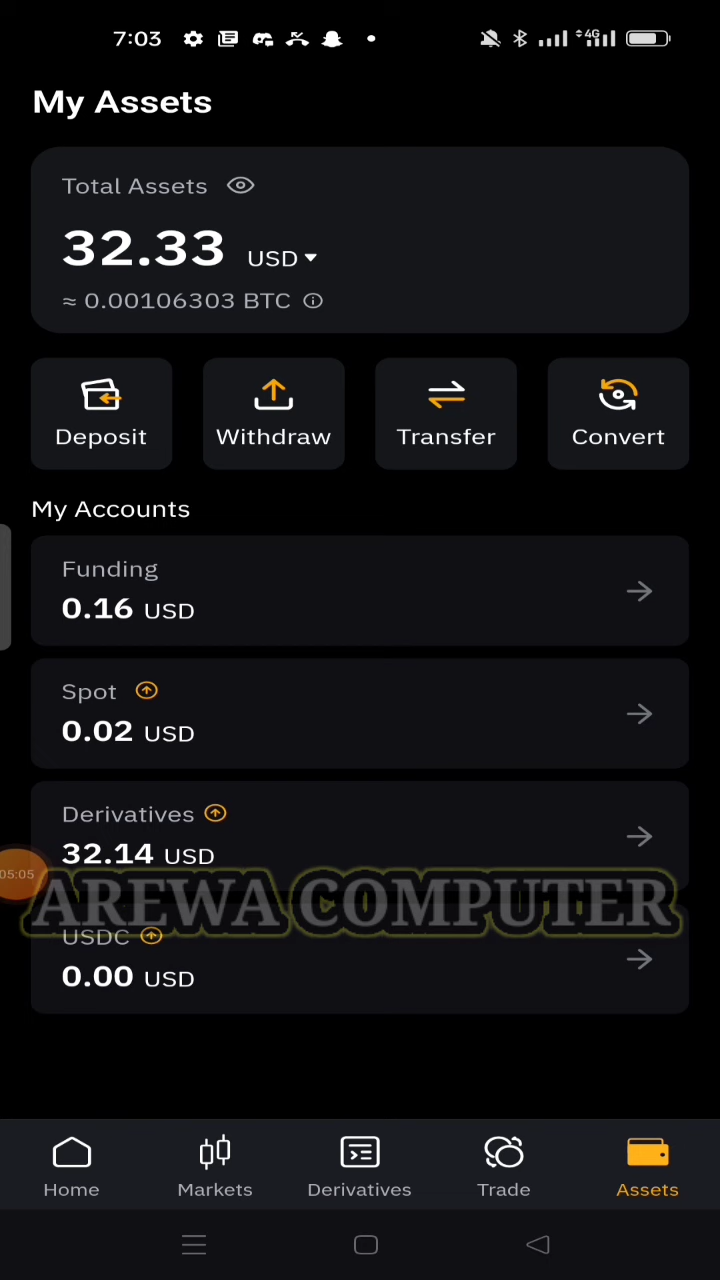 7:03
4G
My Assets
Total Assets
32.33 USD
≈ 0.00106303 BTC
Deposit
Withdraw
Transfer
Convert
My Accounts
Funding
0.16 USD
Spot
0.02 USD
Derivatives
32.14 USD
05:05
AREWA COMPUTER
USDC
0.00 USD
Home
Markets
Derivatives
Trade
Assets